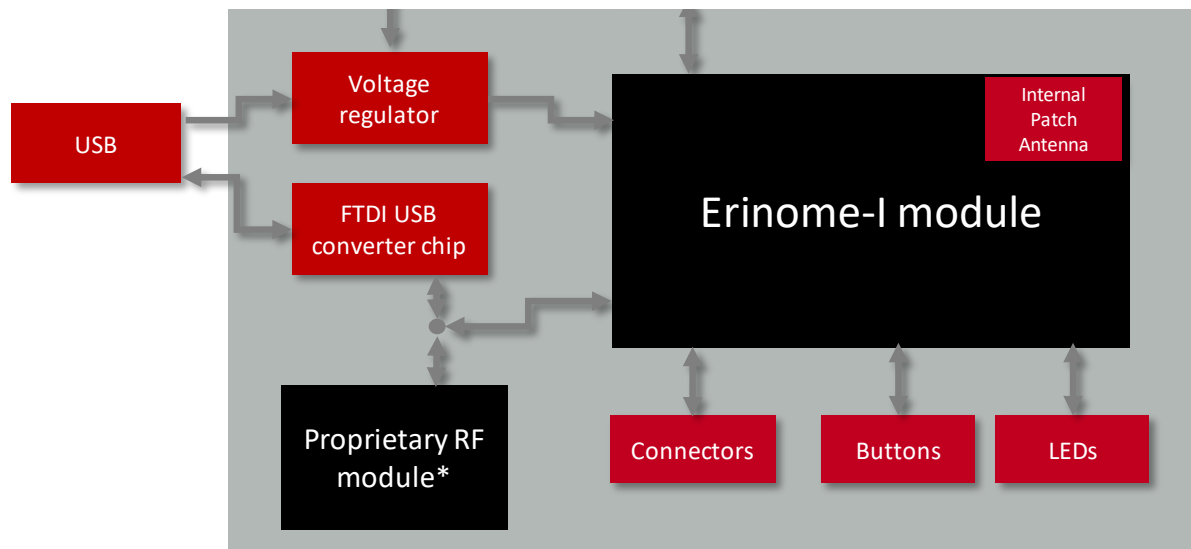 Voltage
regulator
Internal
Patch
Antenna
USB
Erinome-I module
FTDI USB
converter chip
Proprietary RF
module*
Connectors
Buttons
LEDs